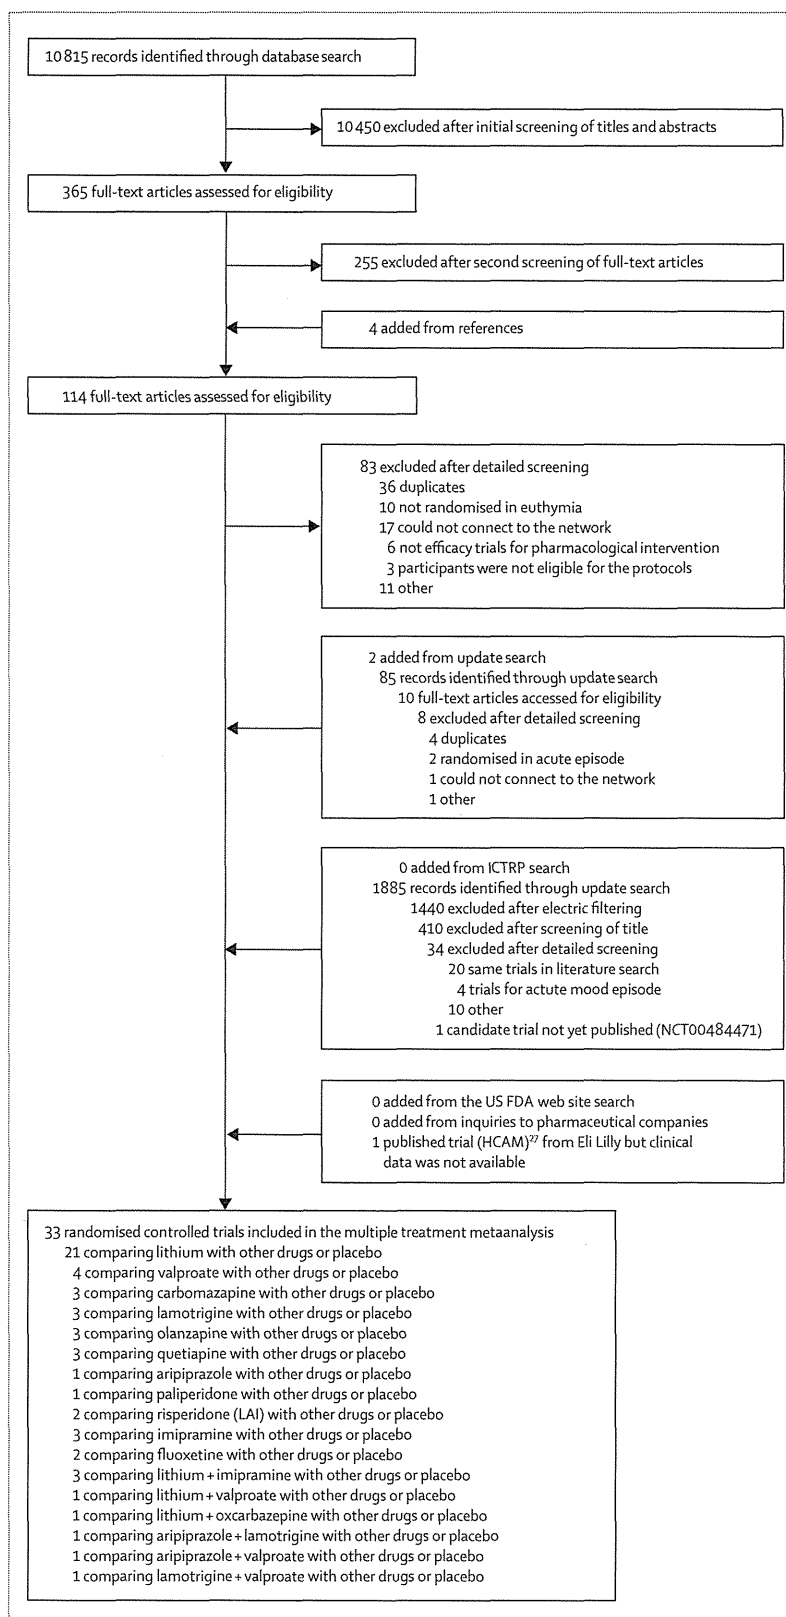 10 815 records identified through database search
10 450 excluded after initial screening of titles and abstracts
365 full-text articles assessed for eligibility
255 excluded after second screening of full-text articles
4 added from references
114 full-text articles assessed for eligibility
83 excluded after detailed screening
36 duplicates
10 not randomised in euthymia
17 could not connect to the network
6 not efficacy trials for pharmacological intervention
3 participants were not eligible for the protocols
11 other
2 added from update search
85 records identified through update search
10 full-text articles accessed for eligibility
8 excluded after detailed screening
4 duplicates
2 randomised in acute episode
1 could not connect to the network
1 other
0 added from ICTRP search
1885 records identified through update search
1440 excluded after electric filtering
410 excluded after screening of title
34 excluded after detailed screening
20 same trials in literature search
4 trials for actute mood episode
10 other
1 candidate trial not yet published (NCT00484471)
0 added from the US FDA web site search
0 added from inquiries to pharmaceutical companies
1 published trial (HCAM)²⁷ from Eli Lilly but clinical
data was not available
33 randomised controlled trials included in the multiple treatment metaanalysis
21 comparing lithium with other drugs or placebo
4 comparing valproate with other drugs or placebo
3 comparing carbomazapine with other drugs or placebo
3 comparing lamotrigine with other drugs or placebo
3 comparing olanzapine with other drugs or placebo
3 comparing quetiapine with other drugs or placebo
1 comparing aripiprazole with other drugs or placebo
1 comparing paliperidone with other drugs or placebo
2 comparing risperidone (LAI) with other drugs or placebo
3 comparing imipramine with other drugs or placebo
2 comparing fluoxetine with other drugs or placebo
3 comparing lithium + imipramine with other drugs or placebo
1 comparing lithium + valproate with other drugs or placebo
1 comparing lithium + oxcarbazepine with other drugs or placebo
1 comparing aripiprazole + lamotrigine with other drugs or placebo
1 comparing aripiprazole + valproate with other drugs or placebo
1 comparing lamotrigine + valproate with other drugs or placebo